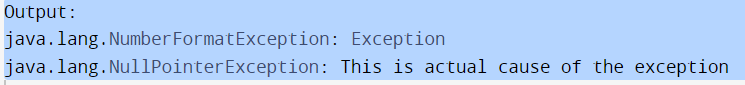 Output:
java.lang.NumberFormatException: Exception
java.lang.NullPointerException: This is actual cause of the exception